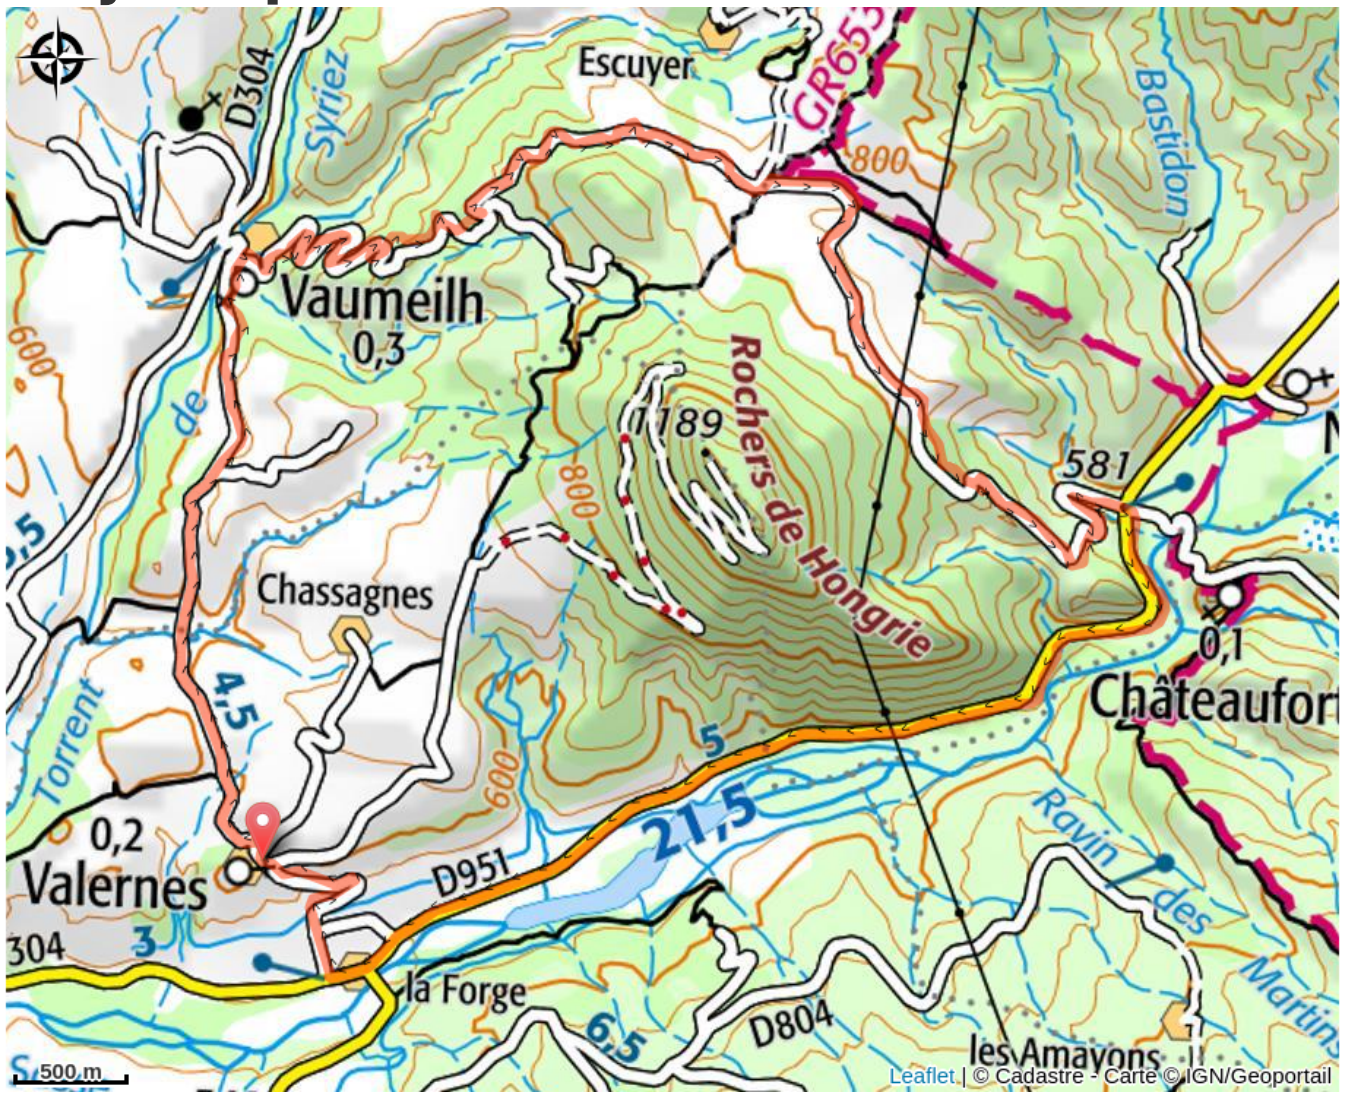 Escuyer
GR653
D304
Syriez
Bastidon
800
Vaumeilh
0,3
600
de
Rochers de Hongrie
1189
581
800
5,5
Chassagnes
0,1
Châteaufort
4,5
Torrent
5
600
21,5
Ravin
des
Martins
0,2
Valernes
D951
304
3
la Forge
D804
6,5
les Amayons
500 m
Leaflet | © Cadastre - Carte © IGN/Geoportail